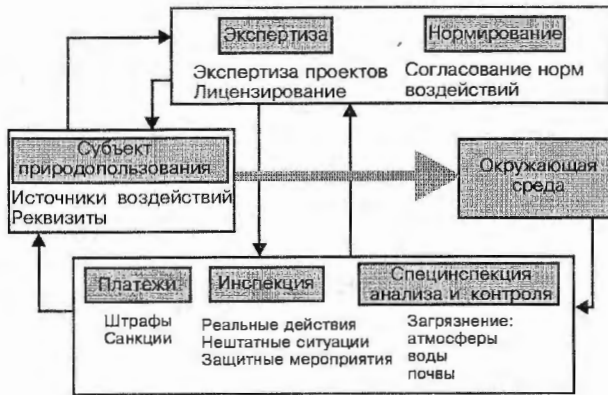 Экспертиза
Нормирование
Экспертиза проектов
Лицензирование
Согласование норм
воздействий
Субъект
природопользования
Источники воздействий
Реквизиты
Окружающая
среда
Платежи
Штрафы
Санкции
Инспекция
Реальные действия
Нештатные ситуации
Защитные мероприятия
Специнспекция
анализа и контроля
Загрязнение:
атмосферы
воды
почвы